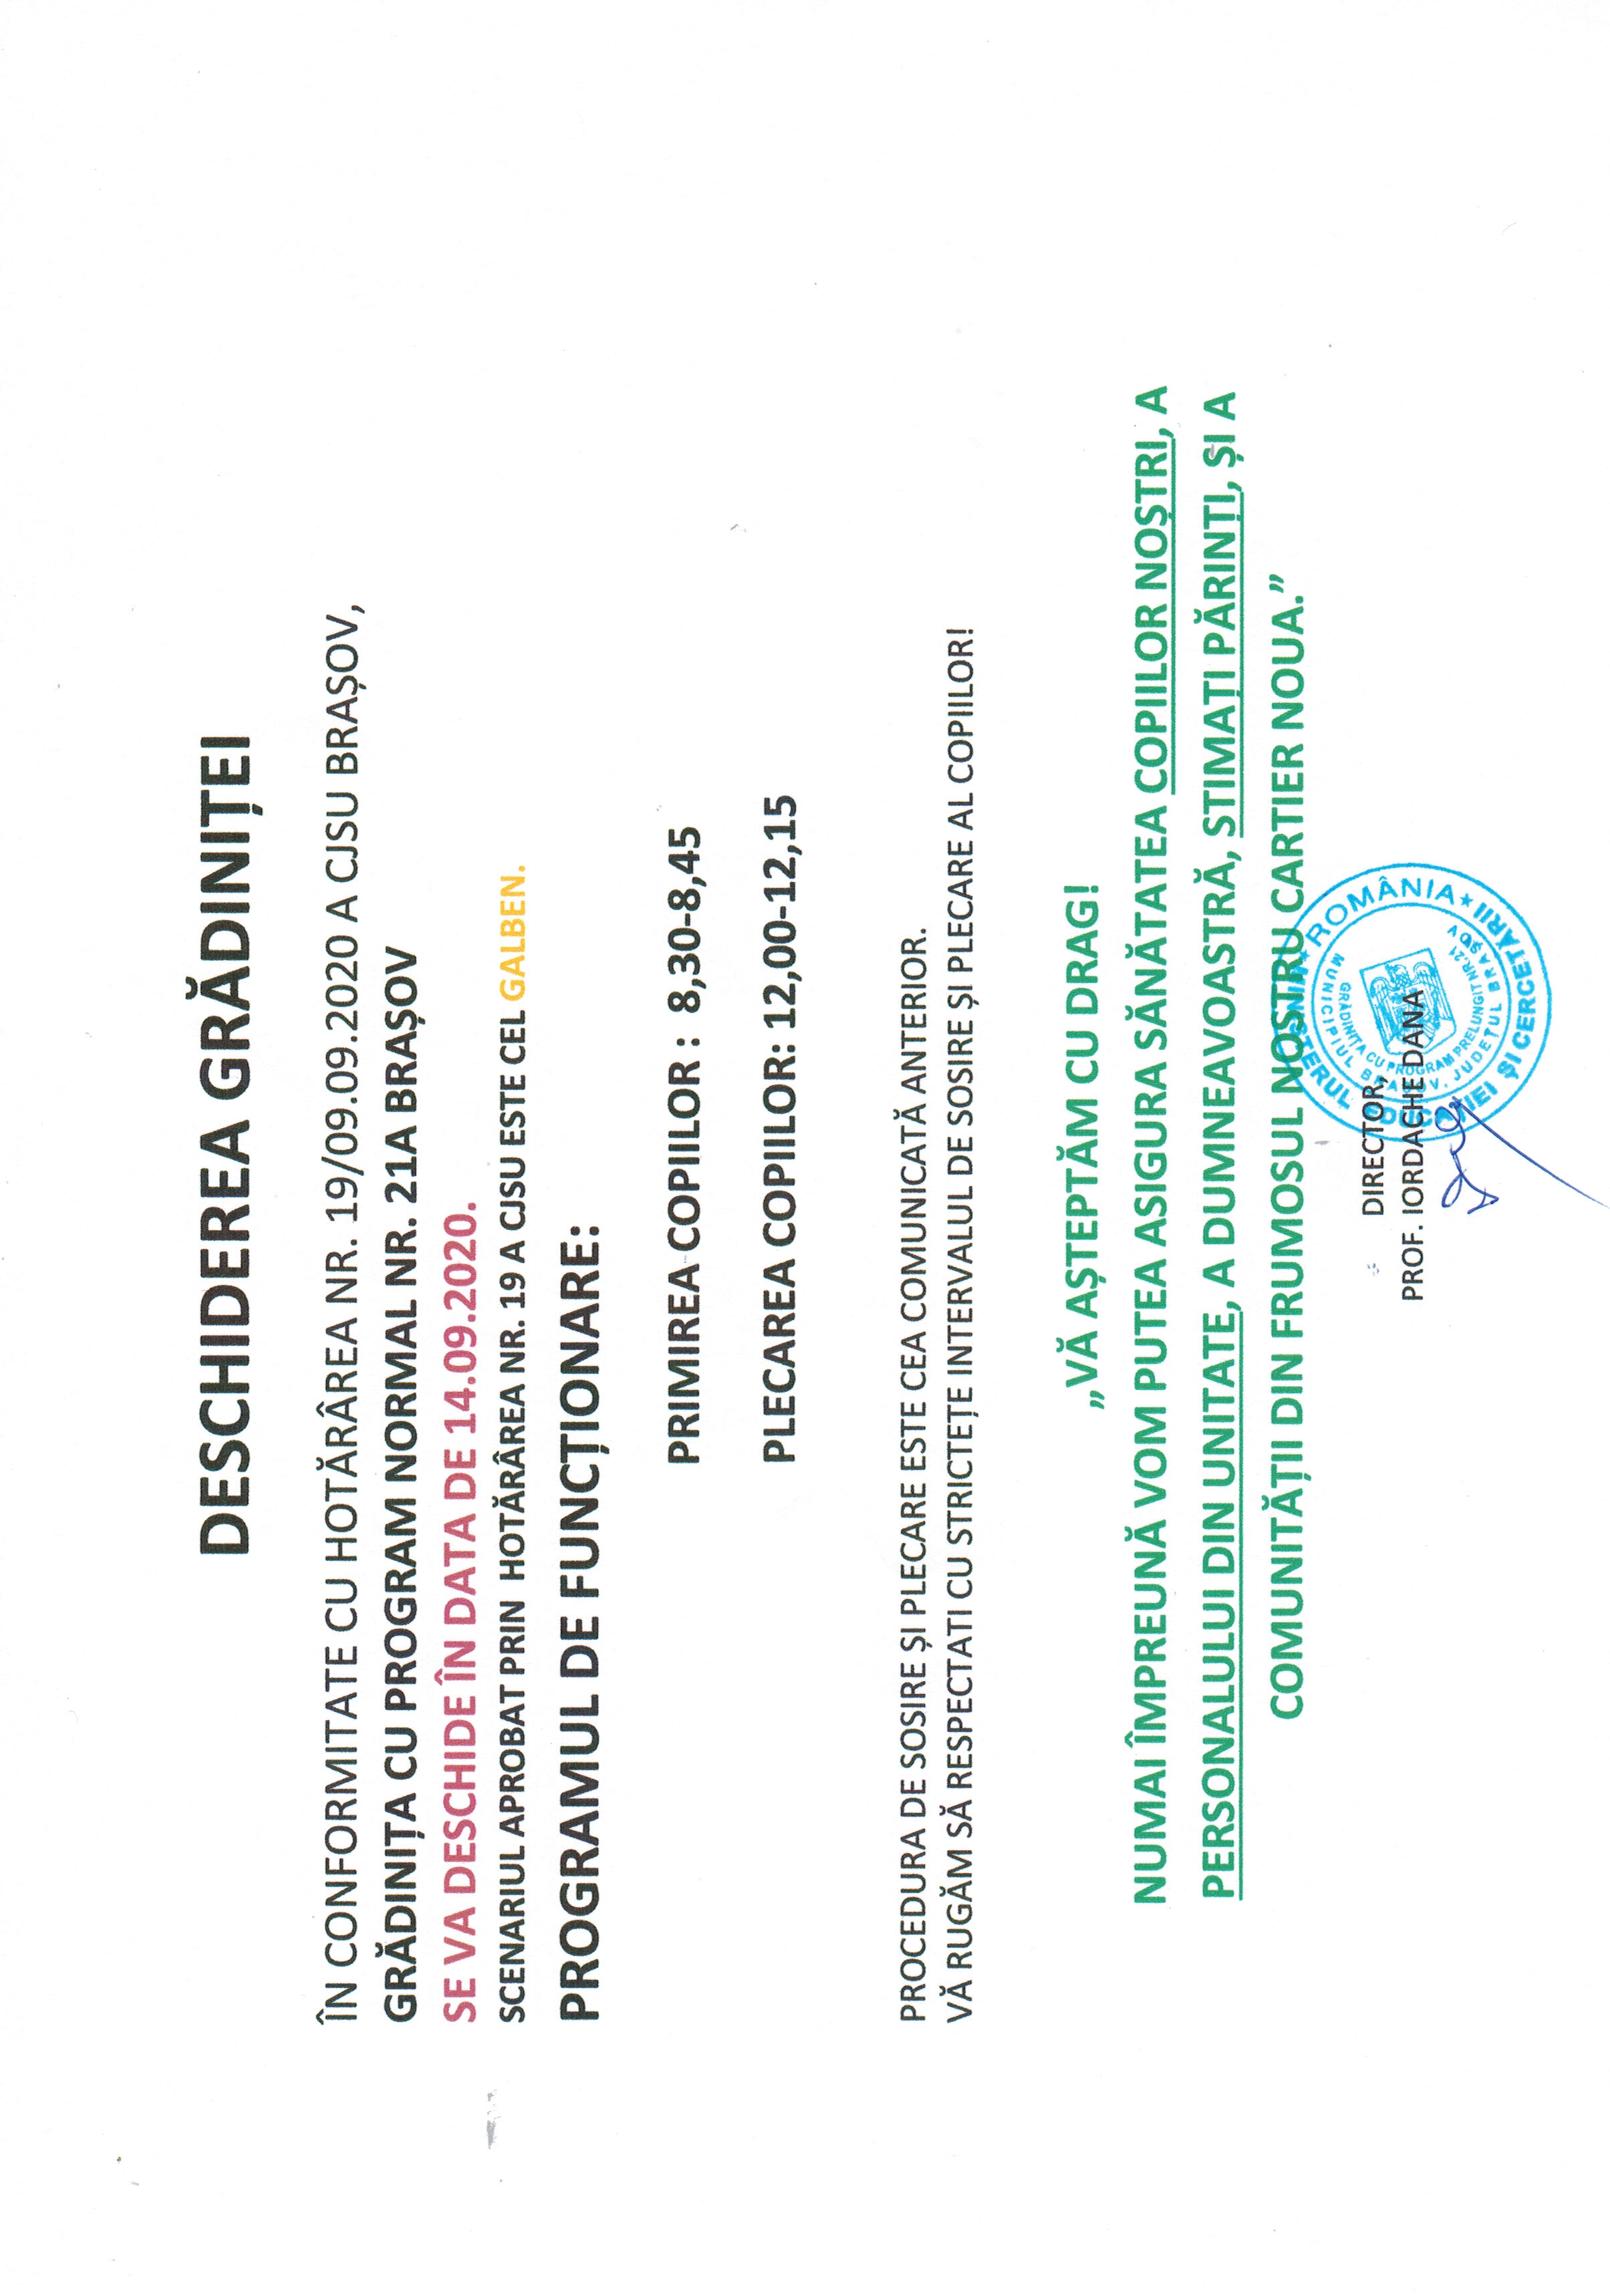 DESCHIDEREA GRĂDINIȚEI
ÎN CONFORMITATE CU HOTĂRÂREA NR. 19/09.09.2020 A CJSU BRAȘOV,
GRĂDINIȚA CU PROGRAM NORMAL NR. 21A BRAȘOV
SE VA DESCHIDE ÎN DATA DE 14.09.2020.
SCENARIUL APROBAT PRIN HOTĂRÂREA NR. 19 A CJSU ESTE CEL GALBEN.
PROGRAMUL DE FUNCȚIONARE:
PRIMIREA COPIILOR : 8,30-8,45
PLECAREA COPIILOR: 12,00-12,15
PROCEDURA DE SOSIRE ȘI PLECARE ESTE CEA COMUNICATĂ ANTERIOR.
VĂ RUGĂM SĂ RESPECTATI CU STRICTEȚE INTERVALUL DE SOSIRE ȘI PLECARE AL COPIILOR!
„VĂ AȘTEPTĂM CU DRAG!
NUMAI ÎMPREUNĂ VOM PUTEA ASIGURA SĂNĂTATEA COPIILOR NOȘTRI, A
PERSONALULUI DIN UNITATE, A DUMNEAVOASTRĂ, STIMAȚI PĂRINȚI, ȘI A
COMUNITĂȚII DIN FRUMOSUL NOSTRU CARTIER NOUA.”
DIRECTOR,
PROF. IORDACHE DANA
★ ROMÂNIA ★
MINISTERUL EDUCAȚIEI ȘI CERCETĂRII
MUNICIPIUL BRAȘOV, JUDEȚUL BRAȘOV
GRĂDINIȚA CU PROGRAM PRELUNGIT NR. 21